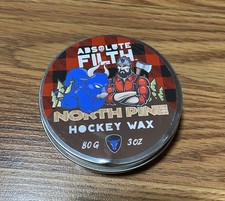 ABSOLUTE
FILTH
NORTH PINE
HOCKEY WAX
80G 3OZ